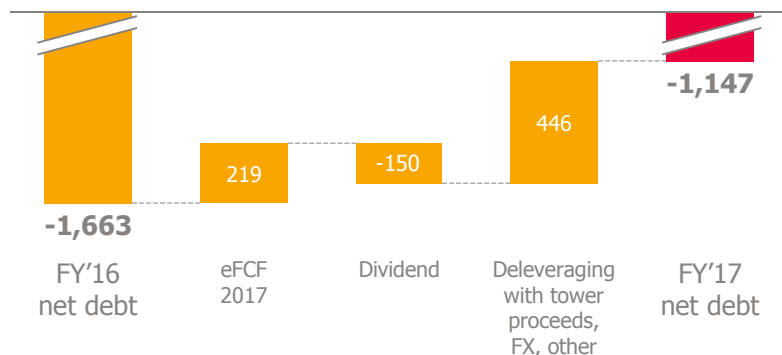 446
-1,147
219
-150
-1,663
FY'16
net debt
eFCF
2017
Dividend
Deleveraging
with tower
proceeds,
FX, other
FY'17
net debt